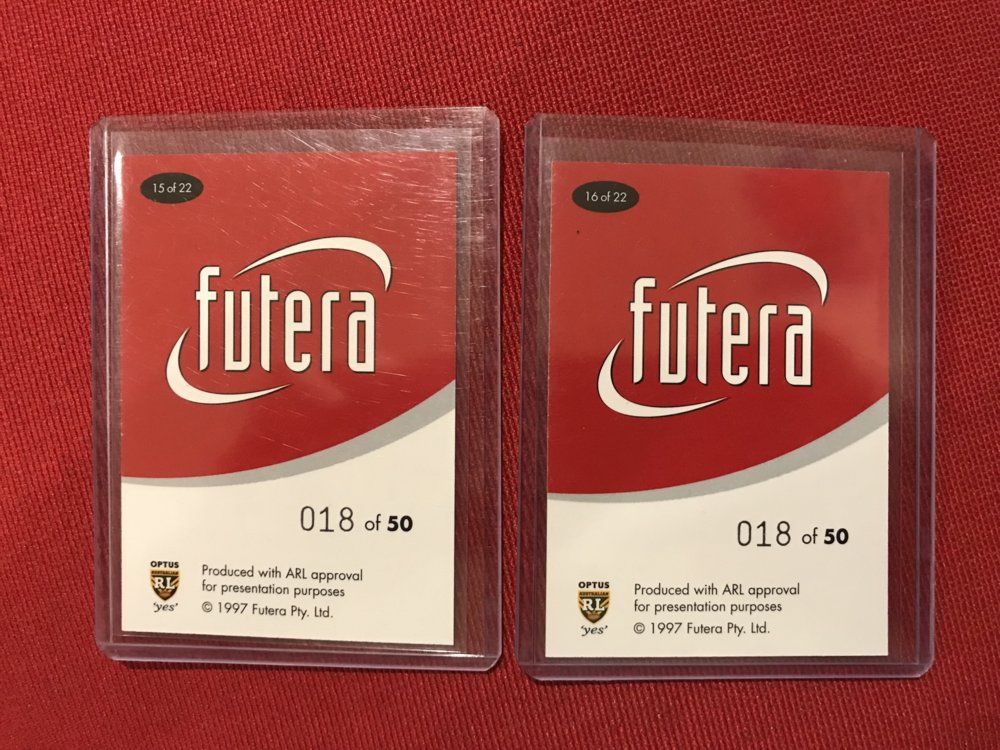 15 of 22
futera
018 of 50
OPTUS
AUSTRALIAN
RL
'yes'
Produced with ARL approval
for presentation purposes
© 1997 Futera Pty. Ltd.
16 of 22
futera
018 of 50
OPTUS
AUSTRALIAN
RL
'yes'
Produced with ARL approval
for presentation purposes
© 1997 Futera Pty. Ltd.